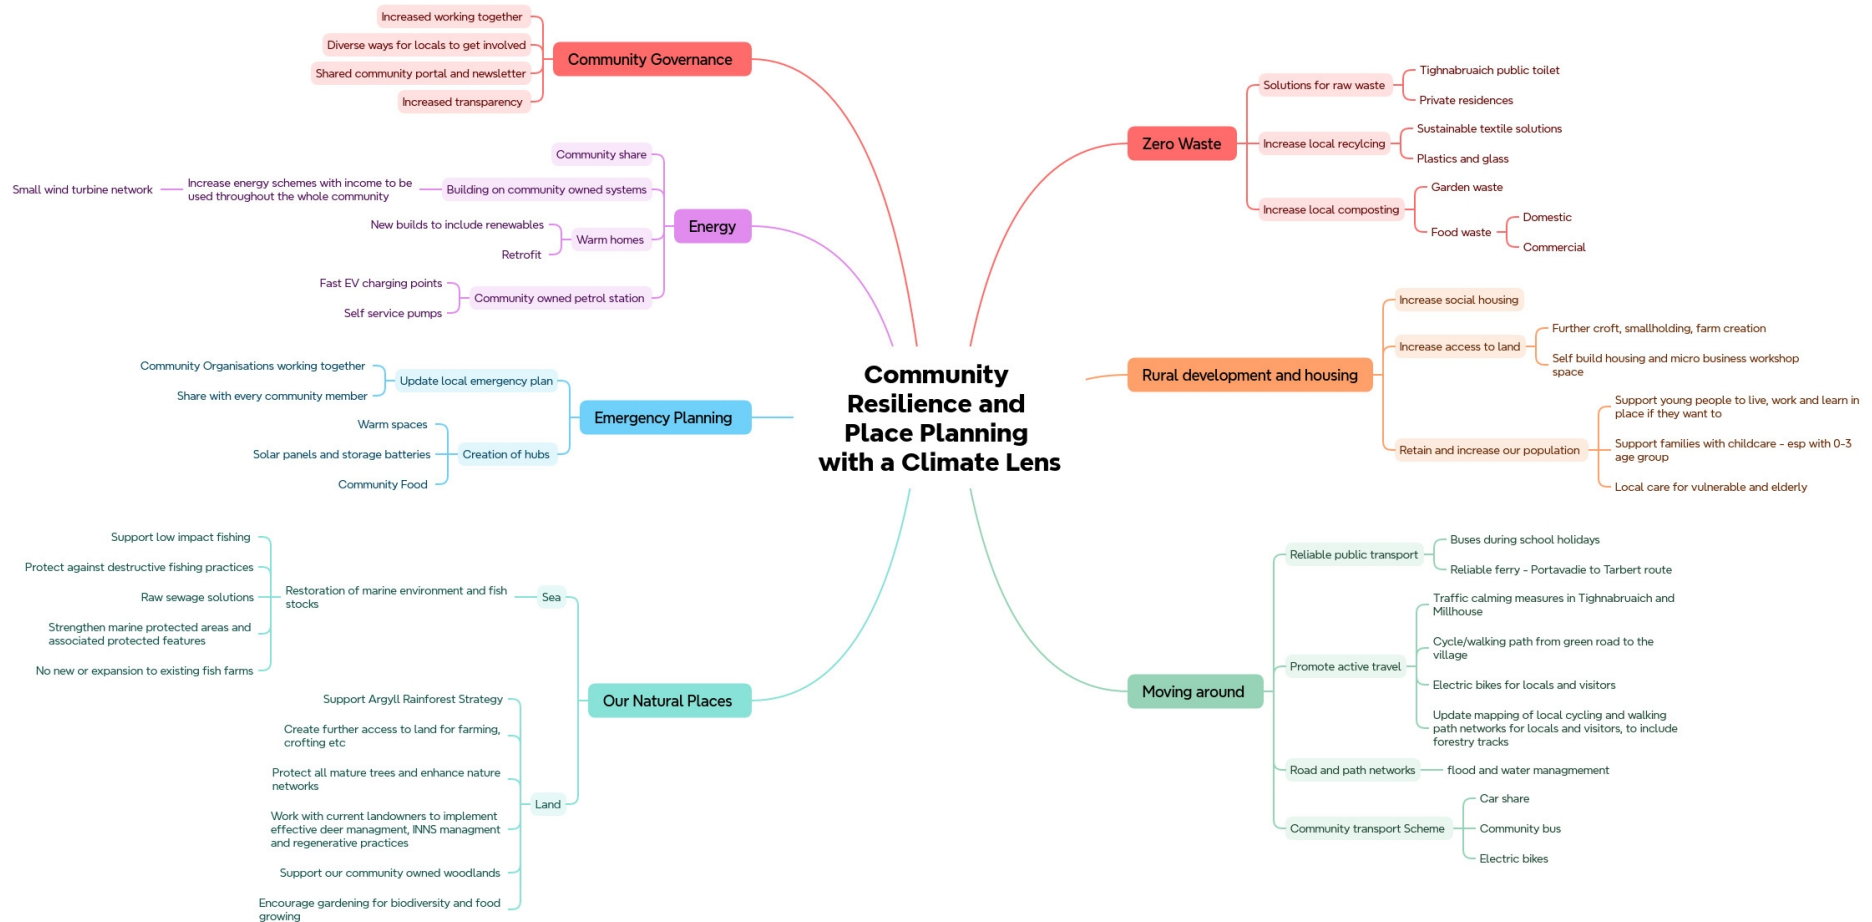 Community
Resilience and
Place Planning
with a Climate Lens
Community Governance
Increased working together
Diverse ways for locals to get involved
Shared community portal and newsletter
Increased transparency
Energy
Community share
Building on community owned systems
Increase energy schemes with income to be
used throughout the whole community
Small wind turbine network
Warm homes
New builds to include renewables
Retrofit
Community owned petrol station
Fast EV charging points
Self service pumps
Emergency Planning
Update local emergency plan
Community Organisations working together
Share with every community member
Creation of hubs
Warm spaces
Solar panels and storage batteries
Community Food
Our Natural Places
Sea
Restoration of marine environment and fish
stocks
Support low impact fishing
Protect against destructive fishing practices
Raw sewage solutions
Strengthen marine protected areas and
associated protected features
No new or expansion to existing fish farms
Land
Support Argyll Rainforest Strategy
Create further access to land for farming,
crofting etc
Protect all mature trees and enhance nature
networks
Work with current landowners to implement
effective deer managment, INNS managment
and regenerative practices
Support our community owned woodlands
Encourage gardening for biodiversity and food
growing
Zero Waste
Solutions for raw waste
Tighnabruaich public toilet
Private residences
Increase local recylcing
Sustainable textile solutions
Plastics and glass
Increase local composting
Garden waste
Food waste
Domestic
Commercial
Rural development and housing
Increase social housing
Increase access to land
Further croft, smallholding, farm creation
Self build housing and micro business workshop
space
Retain and increase our population
Support young people to live, work and learn in
place if they want to
Support families with childcare - esp with 0-3
age group
Local care for vulnerable and elderly
Moving around
Reliable public transport
Buses during school holidays
Reliable ferry - Portavadie to Tarbert route
Promote active travel
Traffic calming measures in Tighnabruaich and
Millhouse
Cycle/walking path from green road to the
village
Electric bikes for locals and visitors
Update mapping of local cycling and walking
path networks for locals and visitors, to include
forestry tracks
Road and path networks
flood and water managmement
Community transport Scheme
Car share
Community bus
Electric bikes